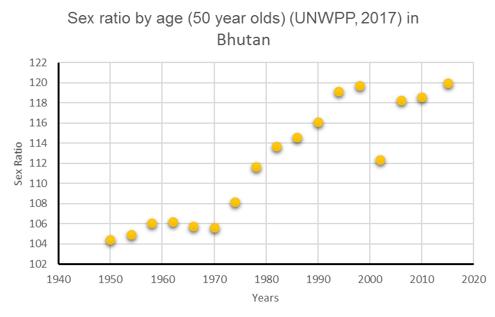 Sex ratio by age (50 year olds) (UNWPP, 2017) in
Bhutan
122
120
118
116
114
112
110
108
106
104
102
Sex Ratio
1940 1950 1960 1970 1980 1990 2000 2010 2020
Years